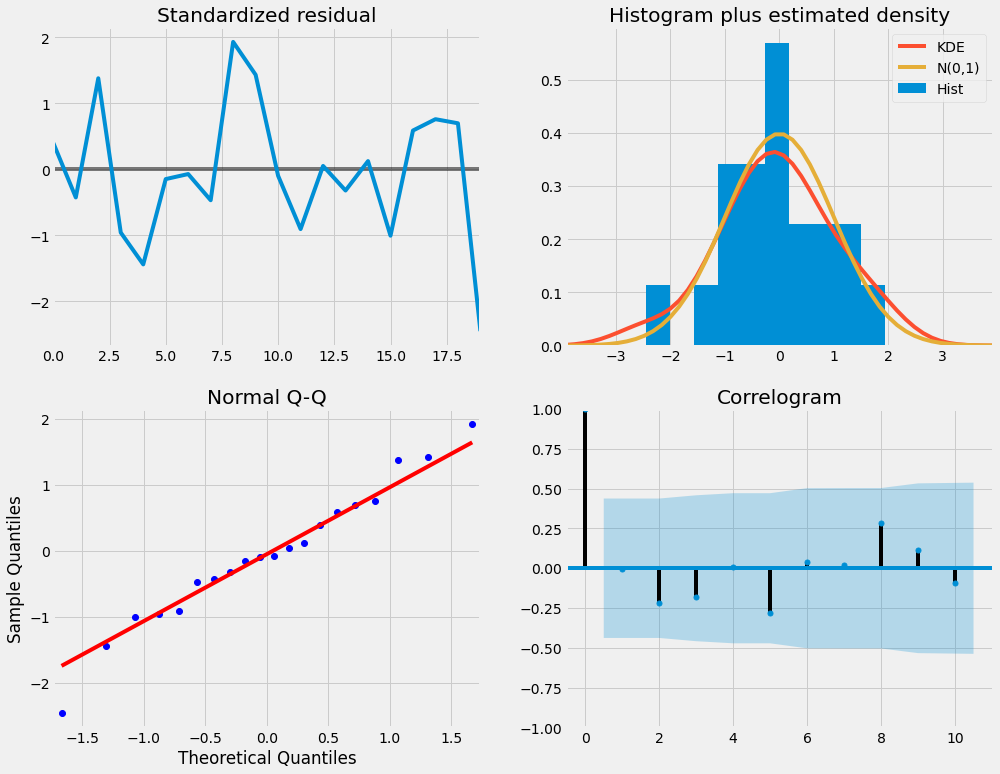 Standardized residual
2
1
0
−1
−2
0.0 2.5 5.0 7.5 10.0 12.5 15.0 17.5
Histogram plus estimated density
KDE
N(0,1)
Hist
0.5
0.4
0.3
0.2
0.1
0.0
−3 −2 −1 0 1 2 3
Normal Q-Q
Sample Quantiles
2
1
0
−1
−2
−1.5 −1.0 −0.5 0.0 0.5 1.0 1.5
Theoretical Quantiles
Correlogram
1.00
0.75
0.50
0.25
0.00
−0.25
−0.50
−0.75
−1.00
0 2 4 6 8 10